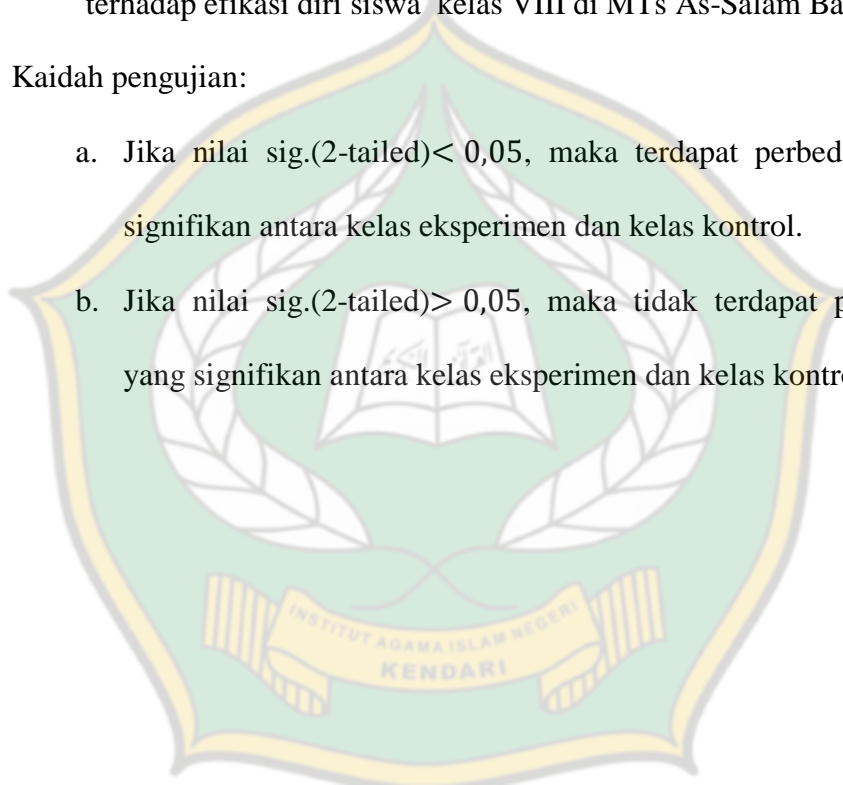 terhadap efikasi diri siswa kelas VIII di MTs As-Salam Ba
Kaidah pengujian:
a. Jika nilai sig.(2-tailed)< 0,05, maka terdapat perbed
signifikan antara kelas eksperimen dan kelas kontrol.
b. Jika nilai sig.(2-tailed)> 0,05, maka tidak terdapat p
yang signifikan antara kelas eksperimen dan kelas kontr
INSTITUT AGAMA ISLAM NEGERI
KENDARI